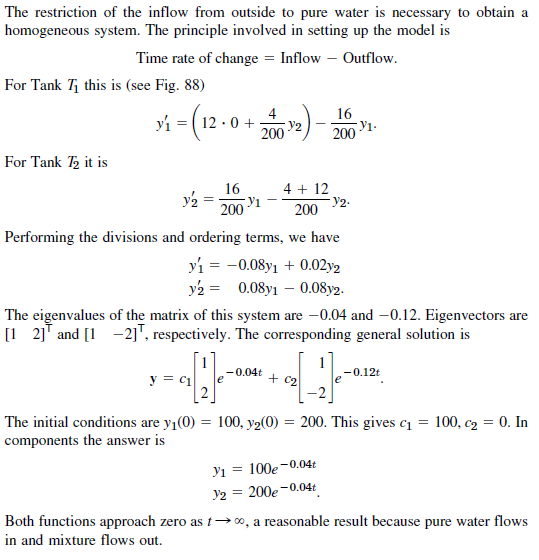 The restriction of the inflow from outside to pure water is necessary to obtain a
homogeneous system. The principle involved in setting up the model is
Time rate of change = Inflow − Outflow.
For Tank T₁ this is (see Fig. 88)
y′₁ = (12 · 0 + 4/200 y₂) − 16/200 y₁.
For Tank T₂ it is
y′₂ = 16/200 y₁ − (4 + 12)/200 y₂.
Performing the divisions and ordering terms, we have
y′₁ = −0.08y₁ + 0.02y₂
y′₂ = 0.08y₁ − 0.08y₂.
The eigenvalues of the matrix of this system are −0.04 and −0.12. Eigenvectors are
[1 2]ᵀ and [1 −2]ᵀ, respectively. The corresponding general solution is
y = c₁ [1 2] e^−0.04t + c₂ [1 −2] e^−0.12t.
The initial conditions are y₁(0) = 100, y₂(0) = 200. This gives c₁ = 100, c₂ = 0. In
components the answer is
y₁ = 100e^−0.04t
y₂ = 200e^−0.04t.
Both functions approach zero as t → ∞, a reasonable result because pure water flows
in and mixture flows out.